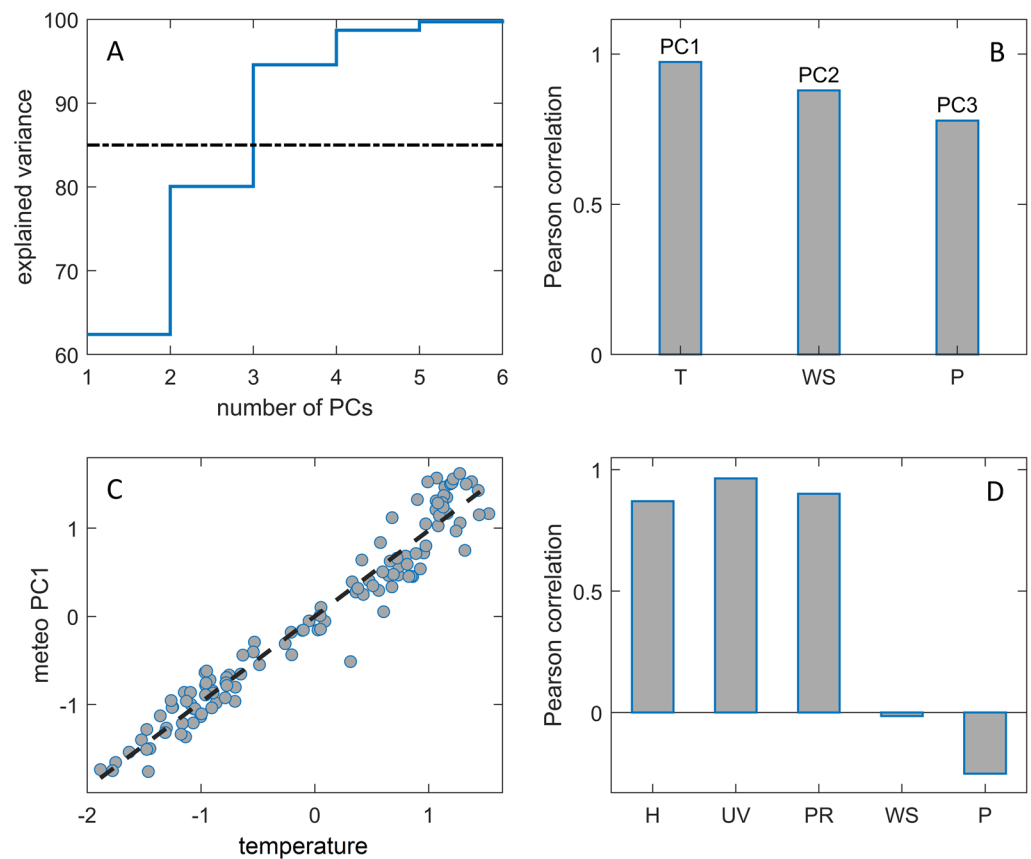 A
100
90
80
70
60
explained variance
1 2 3 4 5 6
number of PCs
B
1
0.5
0
Pearson correlation
PC1
PC2
PC3
T WS P
C
1
0
-1
meteo PC1
-2 -1 0 1
temperature
D
1
0.5
0
Pearson correlation
H UV PR WS P